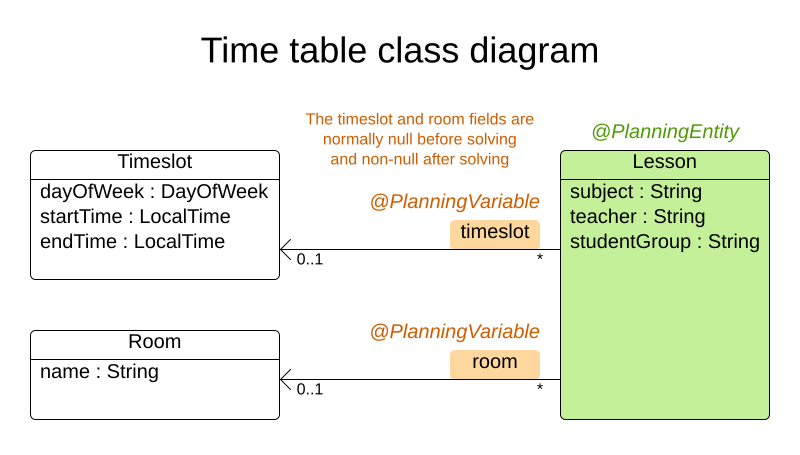 Time table class diagram
The timeslot and room fields are
normally null before solving
and non-null after solving
@PlanningEntity
Timeslot
dayOfWeek : DayOfWeek
startTime : LocalTime
endTime : LocalTime
@PlanningVariable
timeslot
0..1
*
Lesson
subject : String
teacher : String
studentGroup : String
Room
name : String
@PlanningVariable
room
0..1
*